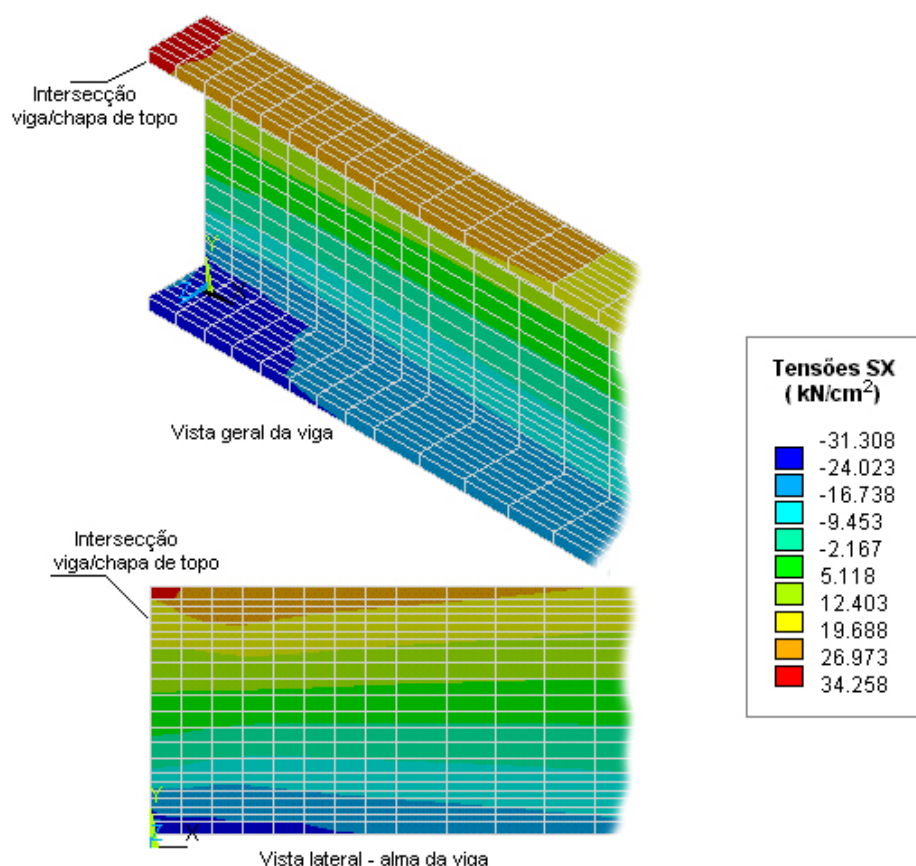 Intersecção
viga/chapa de topo
Y
X
Z
Vista geral da viga
Intersecção
viga/chapa de topo
Y
Z
X
Vista lateral - alma da viga
Tensões SX
( kN/cm²)
-31.308
-24.023
-16.738
-9.453
-2.167
5.118
12.403
19.688
26.973
34.258